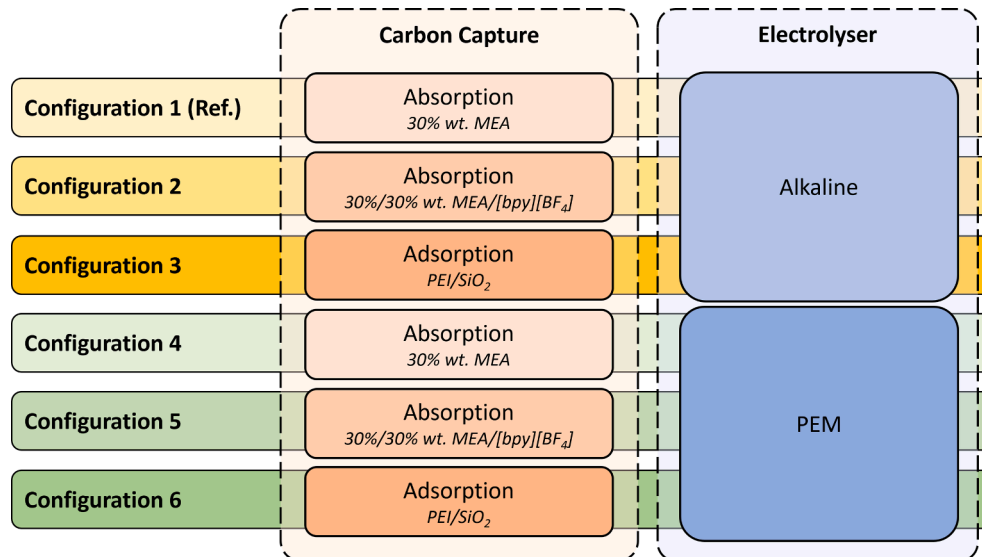 Carbon Capture
Electrolyser
Configuration 1 (Ref.)
Absorption
30% wt. MEA
Configuration 2
Absorption
30%/30% wt. MEA/[bpy][BF₄]
Alkaline
Configuration 3
Adsorption
PEI/SiO₂
Configuration 4
Absorption
30% wt. MEA
Configuration 5
Absorption
30%/30% wt. MEA/[bpy][BF₄]
PEM
Configuration 6
Adsorption
PEI/SiO₂